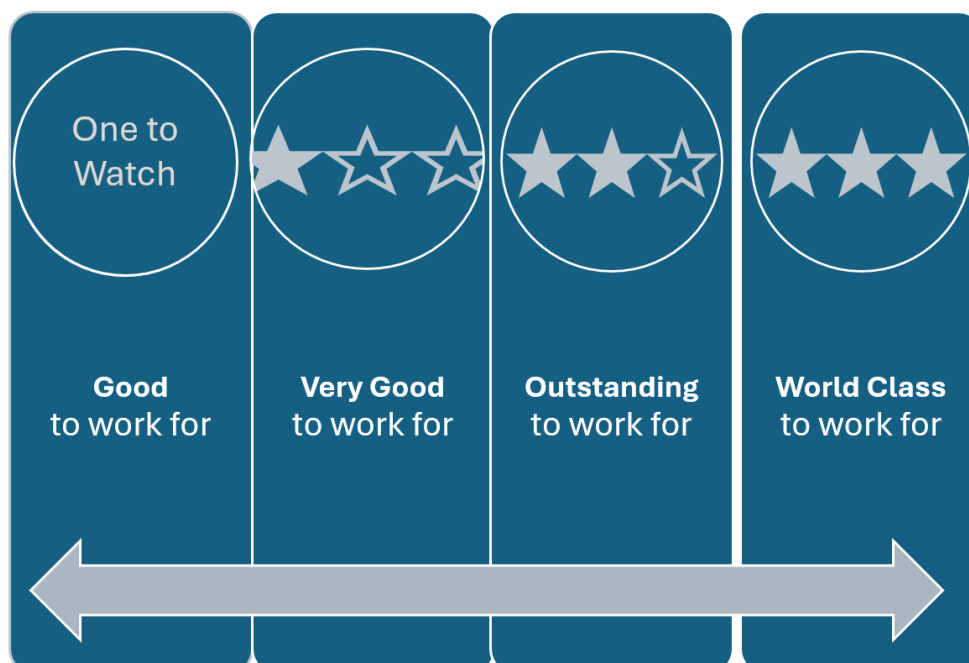 One to
Watch
Good
to work for
Very Good
to work for
Outstanding
to work for
World Class
to work for